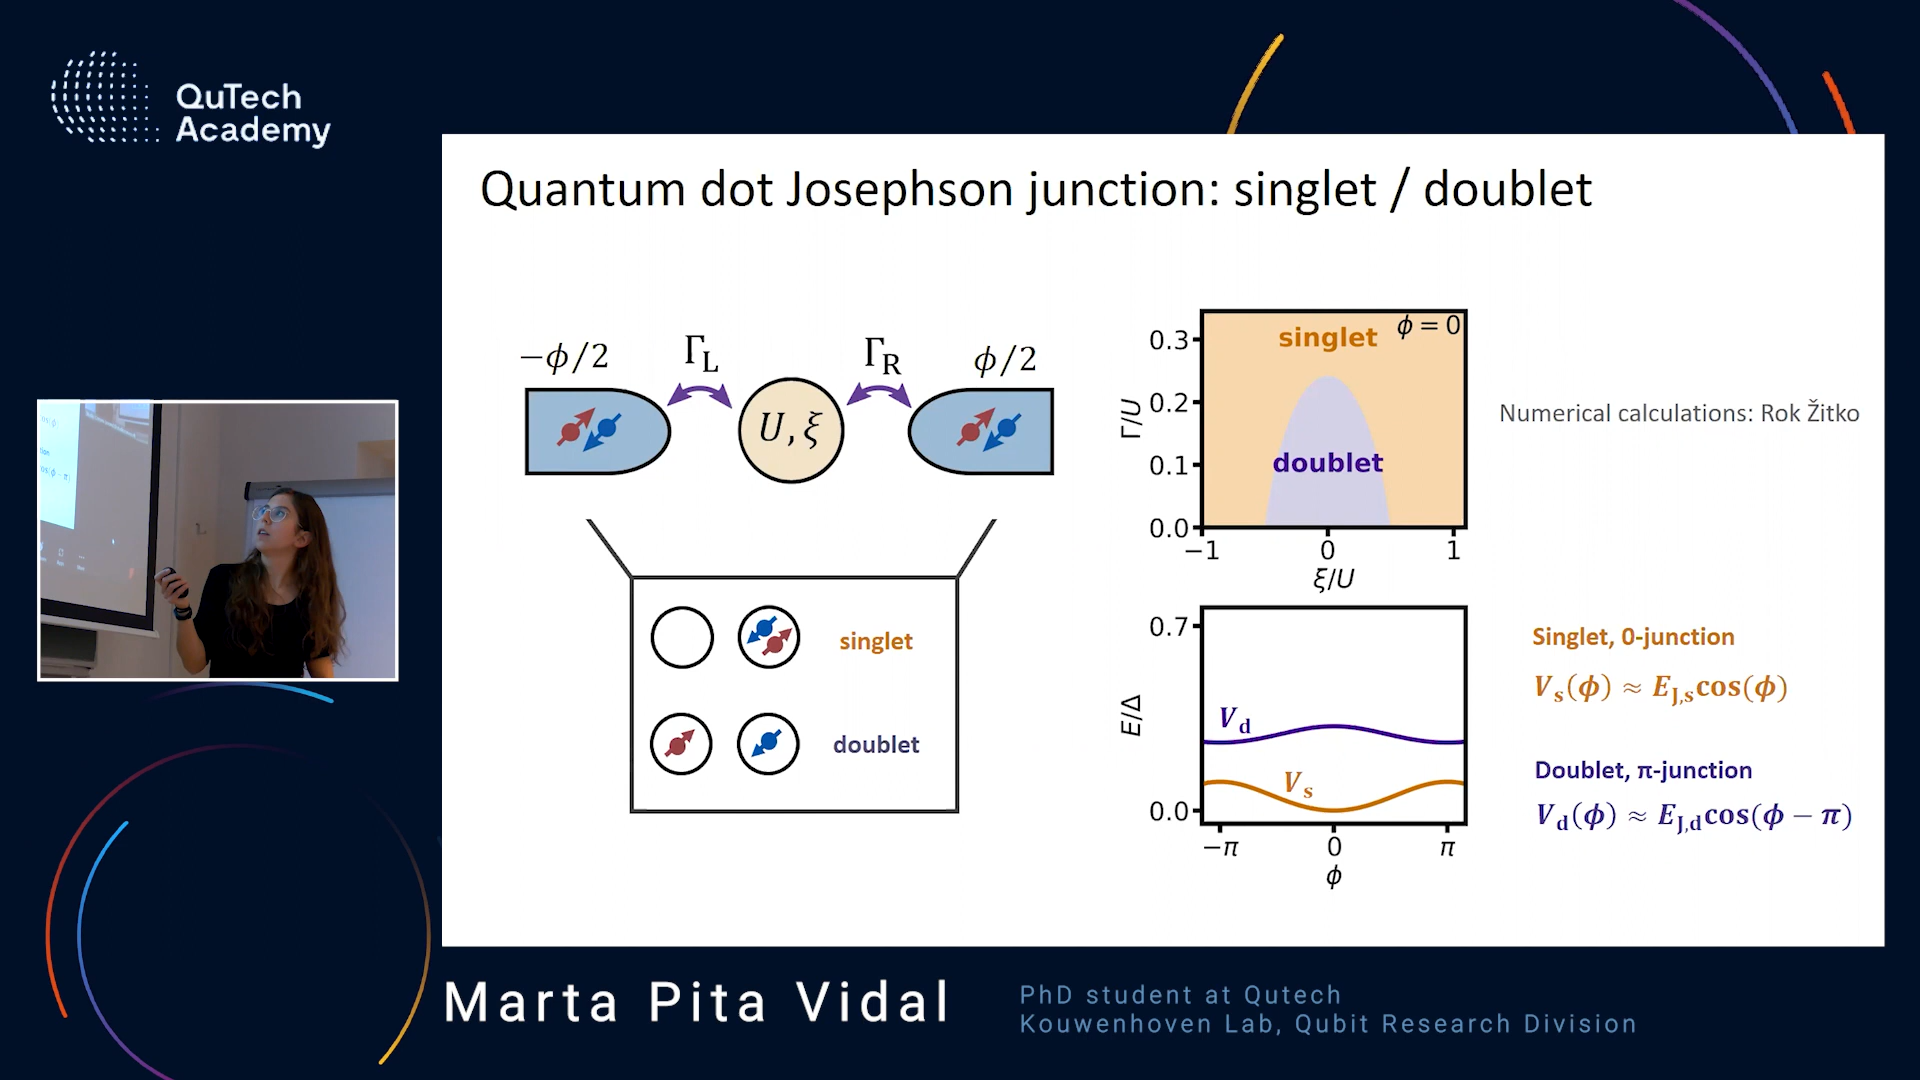 QuTech
Academy
Quantum dot Josephson junction: singlet / doublet
−ϕ/2
Γ_L
Γ_R
ϕ/2
U, ξ
singlet
doublet
singlet
ϕ = 0
doublet
0.3
0.2
0.1
0.0
Γ/U
−1
0
1
ξ/U
Numerical calculations: Rok Žitko
0.7
0.0
E/Δ
V_d
V_s
−π
0
π
ϕ
Singlet, 0-junction
V_s(ϕ) ≈ E_J,s cos(ϕ)
Doublet, π-junction
V_d(ϕ) ≈ E_J,d cos(ϕ − π)
Marta Pita Vidal
PhD student at Qutech
Kouwenhoven Lab, Qubit Research Division